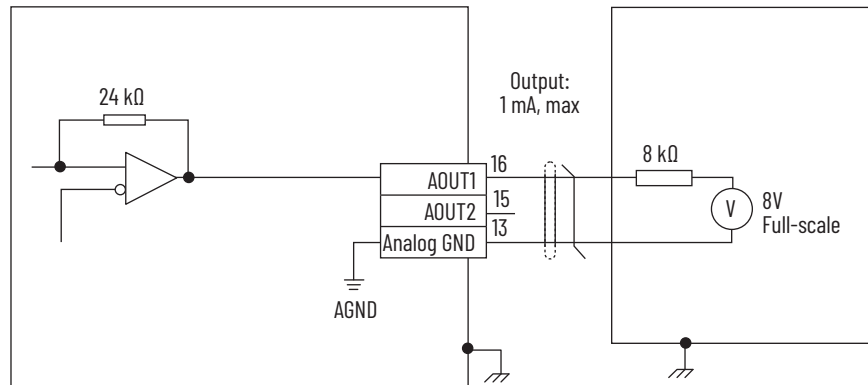 24 kΩ
Output:
1 mA, max
16
AOUT1
15
AOUT2
13
Analog GND
AGND
8 kΩ
V
8V
Full-scale